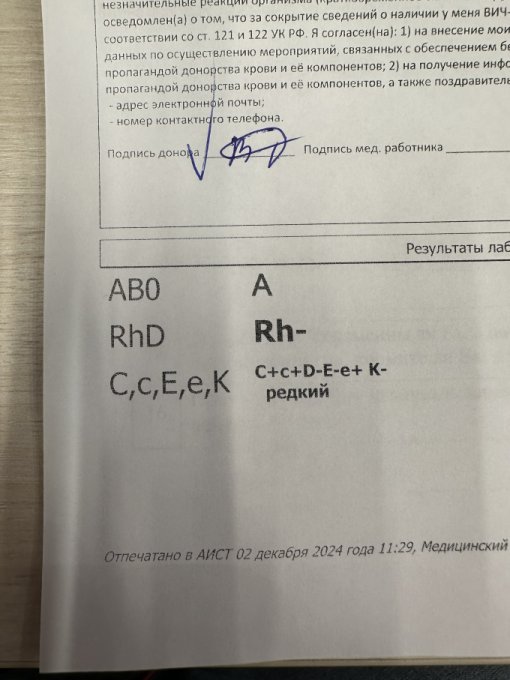 незначительные реакции организма
осведомлен(а) о том, что за сокрытие сведений о наличии у меня ВИЧ-
соответствии со ст. 121 и 122 УК РФ. Я согласен(на): 1) на внесение мои
данных по осуществлению мероприятий, связанных с обеспечением бе
пропагандой донорства крови и её компонентов; 2) на получение инфо
пропагандой донорства крови и её компонентов, а также поздравитель
- адрес электронной почты;
- номер контактного телефона.
Подпись донора Подпись мед. работника
Результаты лаб
AB0 A
RhD Rh-
C,c,E,e,K C+c+D-E-e+ K-
редкий
Отпечатано в АИСТ 02 декабря 2024 года 11:29, Медицинский